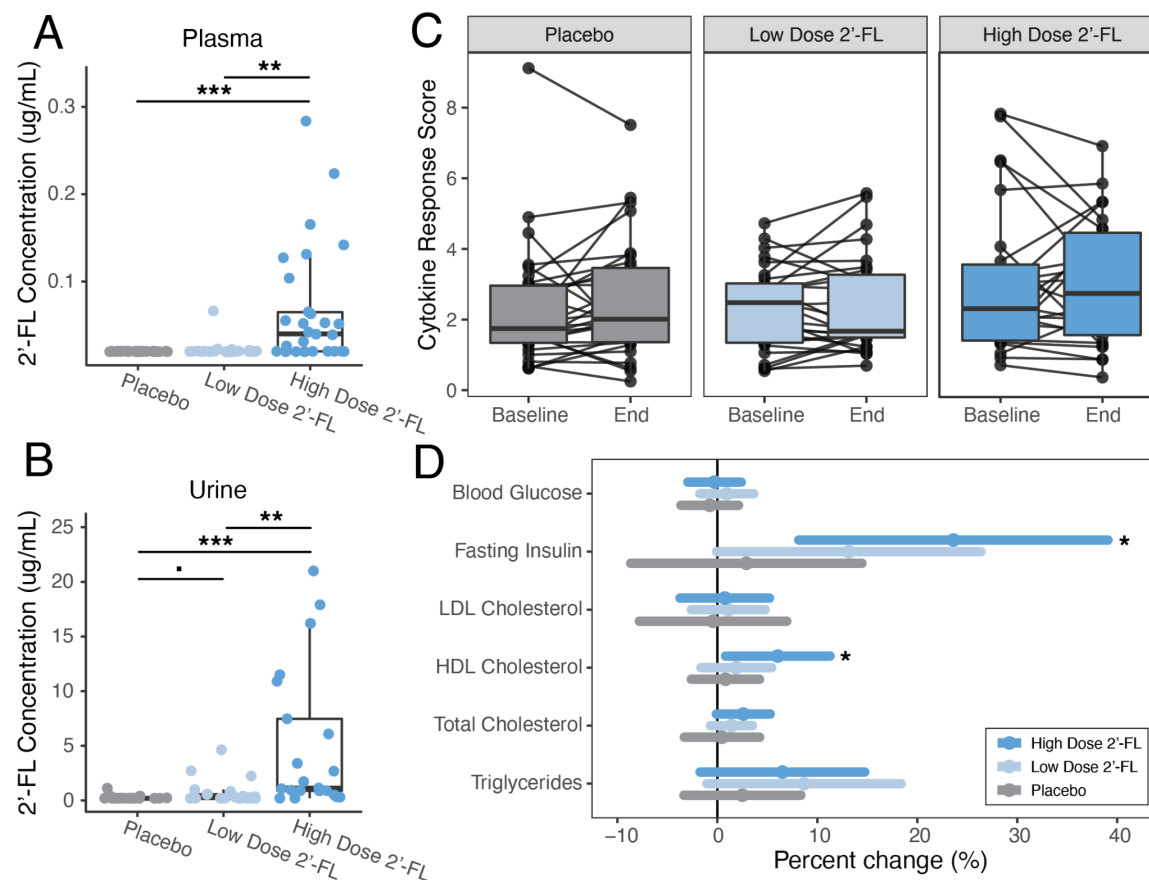 A
Plasma
2'-FL Concentration (ug/mL)
**
***
0.3
0.2
0.1
Placebo
Low Dose 2'-FL
High Dose 2'-FL
B
Urine
2'-FL Concentration (ug/mL)
**
***
.
25
20
15
10
5
0
Placebo
Low Dose 2'-FL
High Dose 2'-FL
C
Placebo
Low Dose 2'-FL
High Dose 2'-FL
Cytokine Response Score
8
6
4
2
0
Baseline End
Baseline End
Baseline End
D
Blood Glucose
Fasting Insulin
*
LDL Cholesterol
HDL Cholesterol
*
Total Cholesterol
Triglycerides
High Dose 2'-FL
Low Dose 2'-FL
Placebo
−10 0 10 20 30 40
Percent change (%)